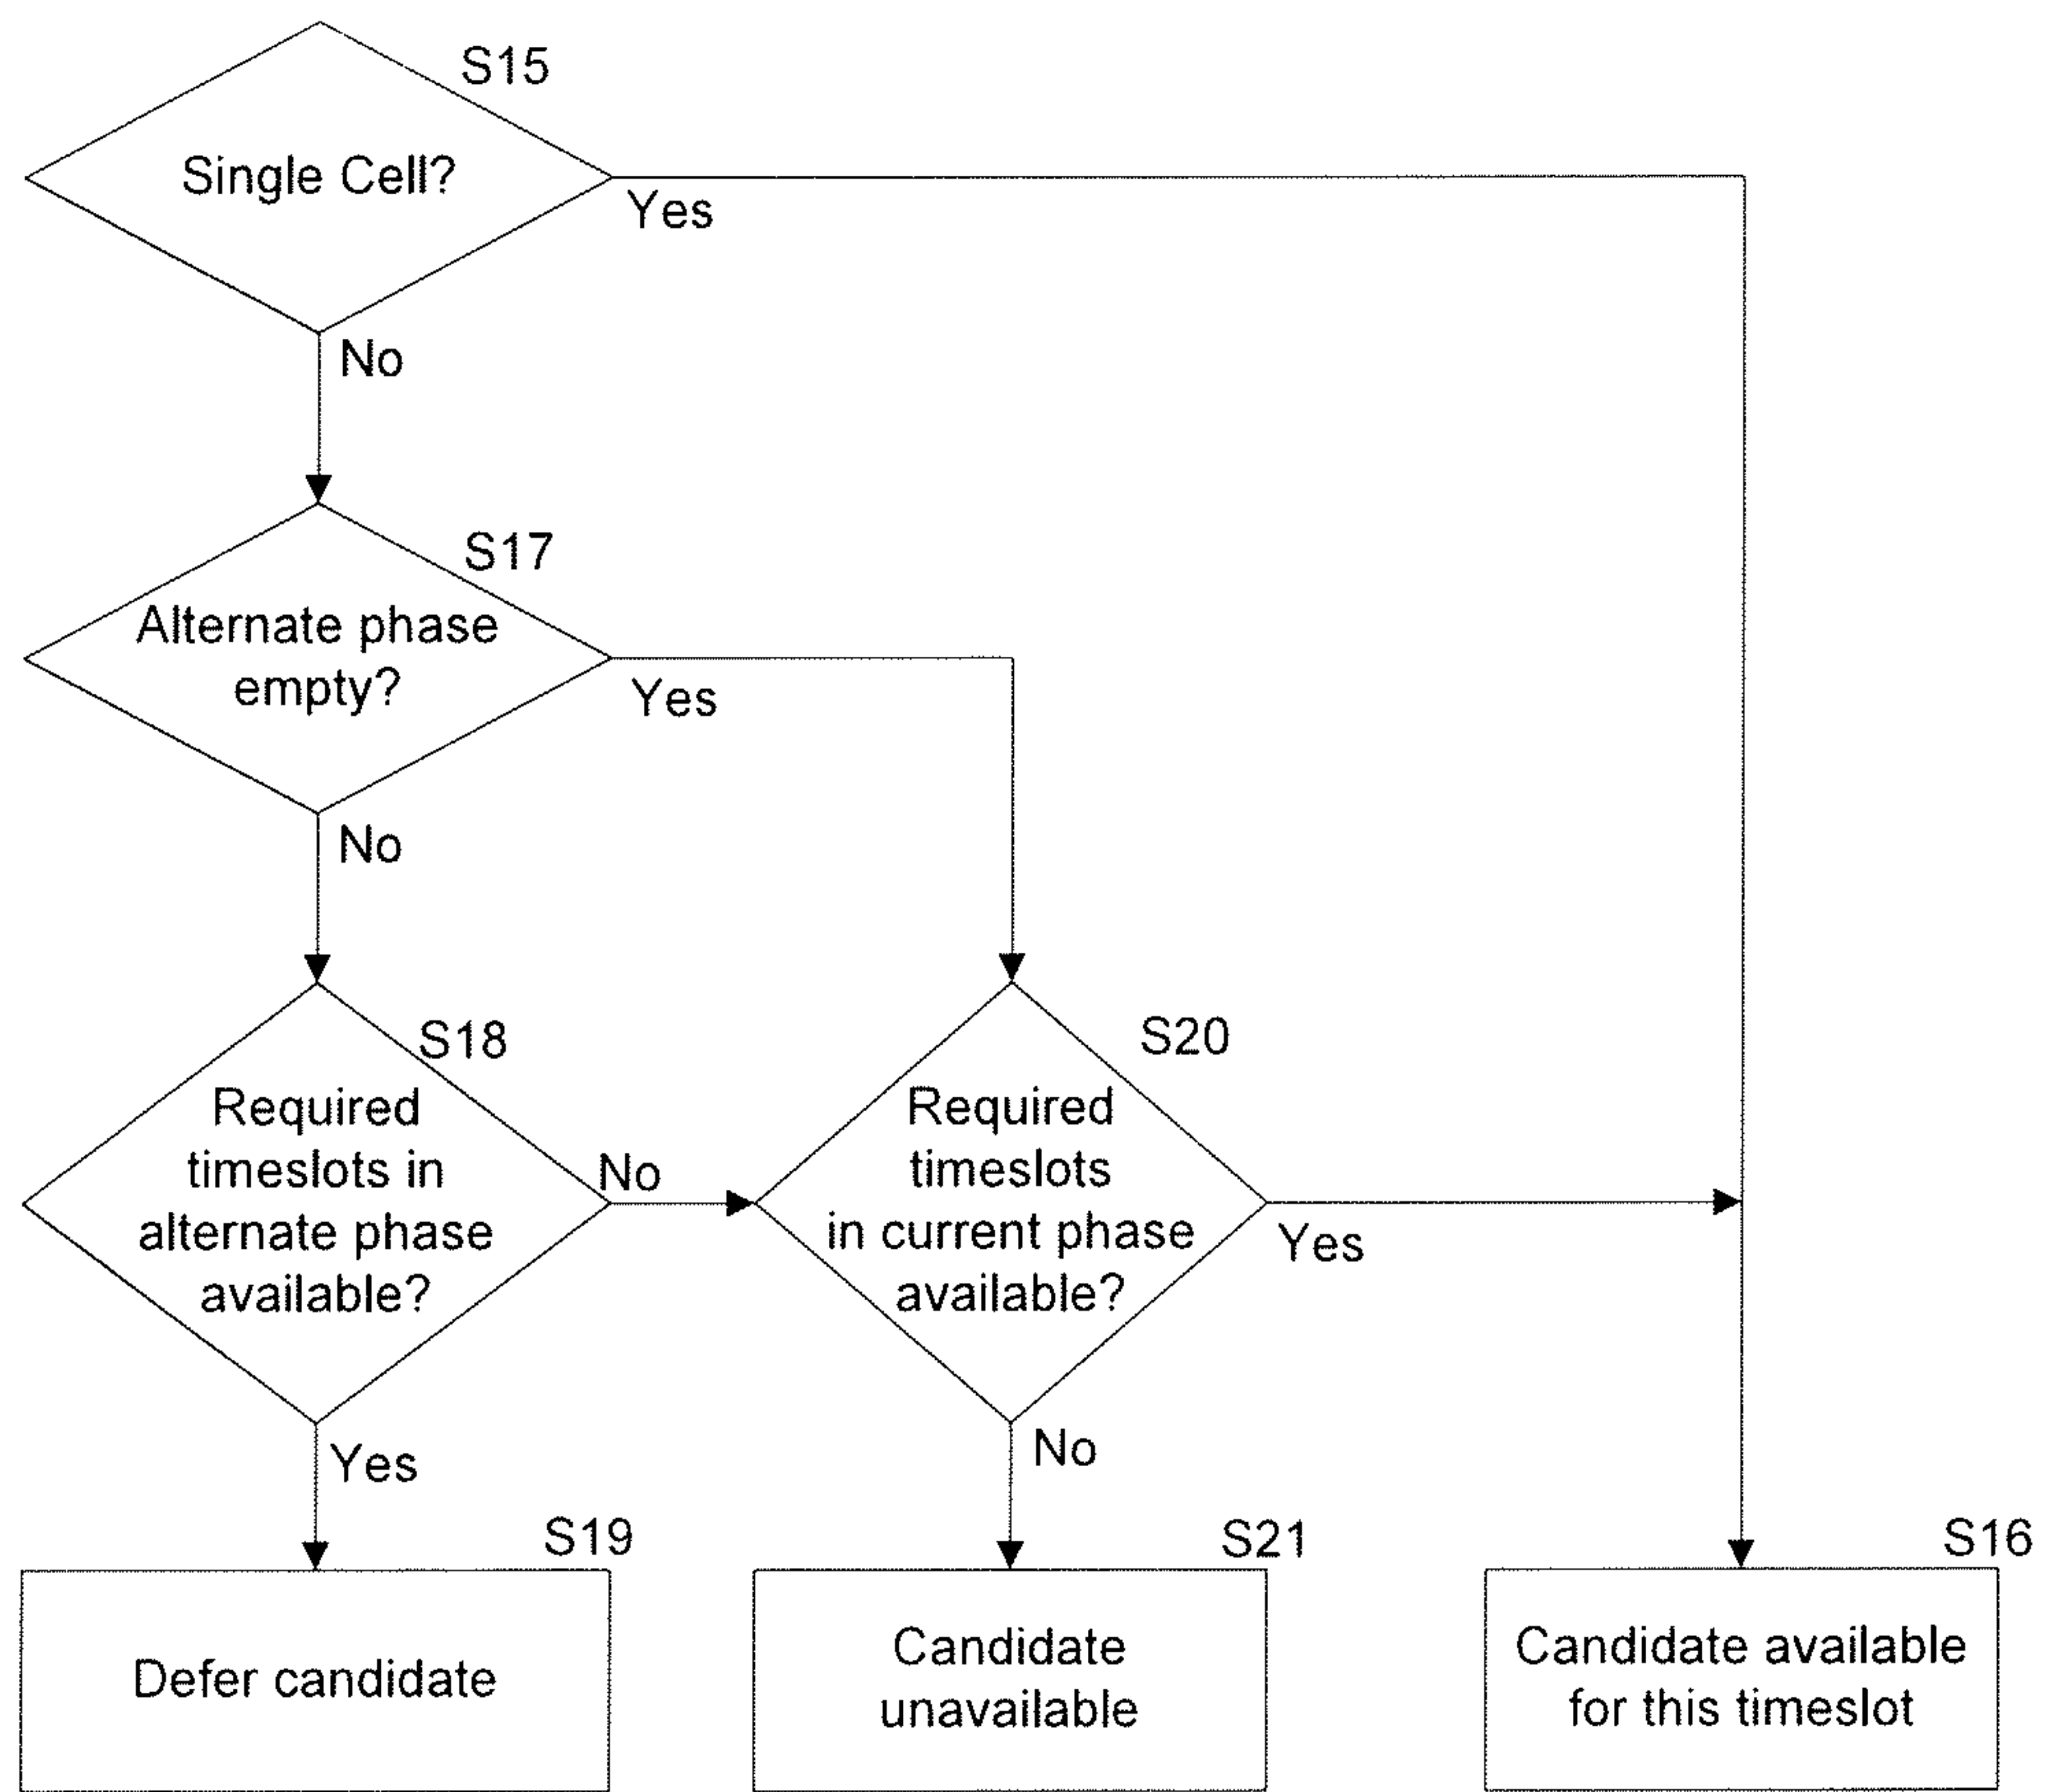 S15
Single Cell?
Yes
No
S17
Alternate phase
empty?
Yes
No
S18
Required
timeslots in
alternate phase
available?
No
Yes
S20
Required
timeslots
in current phase
available?
Yes
No
S19
Defer candidate
S21
Candidate
unavailable
S16
Candidate available
for this timeslot